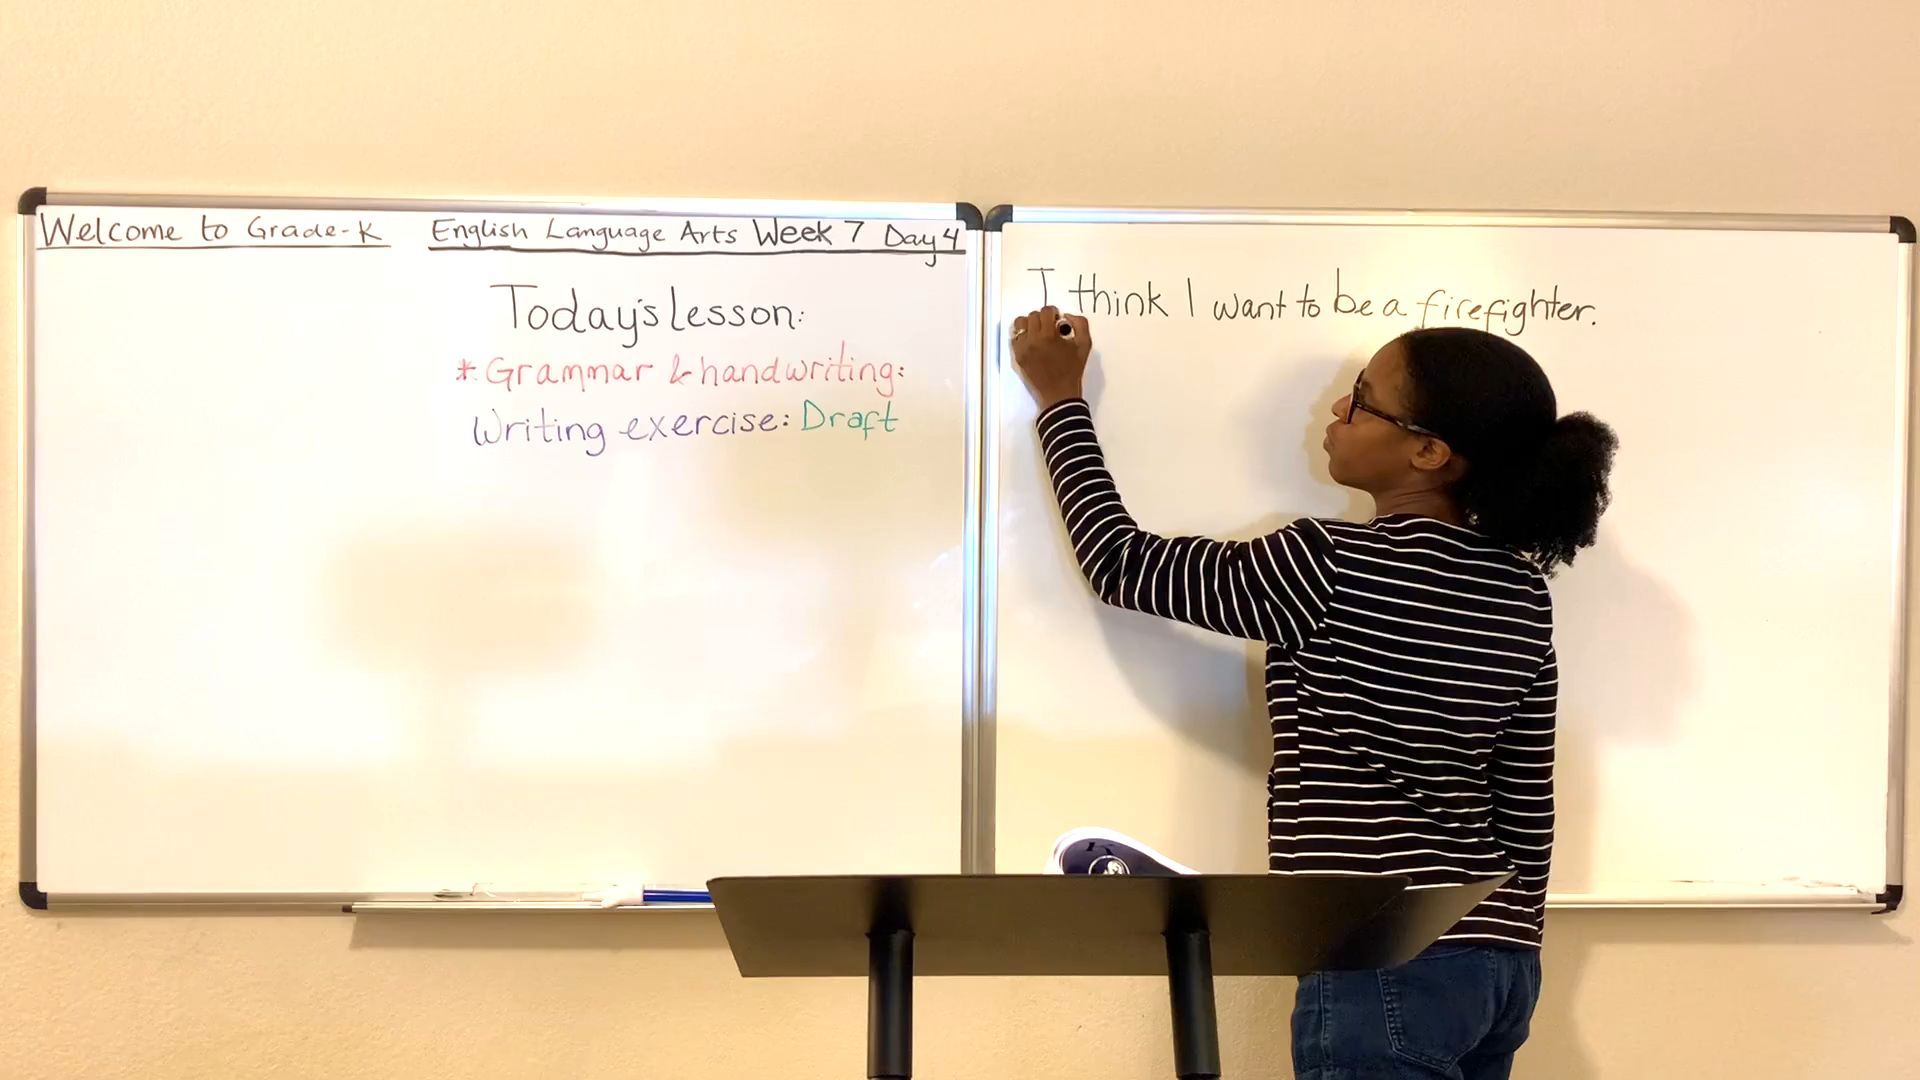 Welcome to Grade-K English Language Arts Week 7 Day 4
Today's lesson:
* Grammar & handwriting:
Writing exercise: Draft
I think I want to be a firefighter.